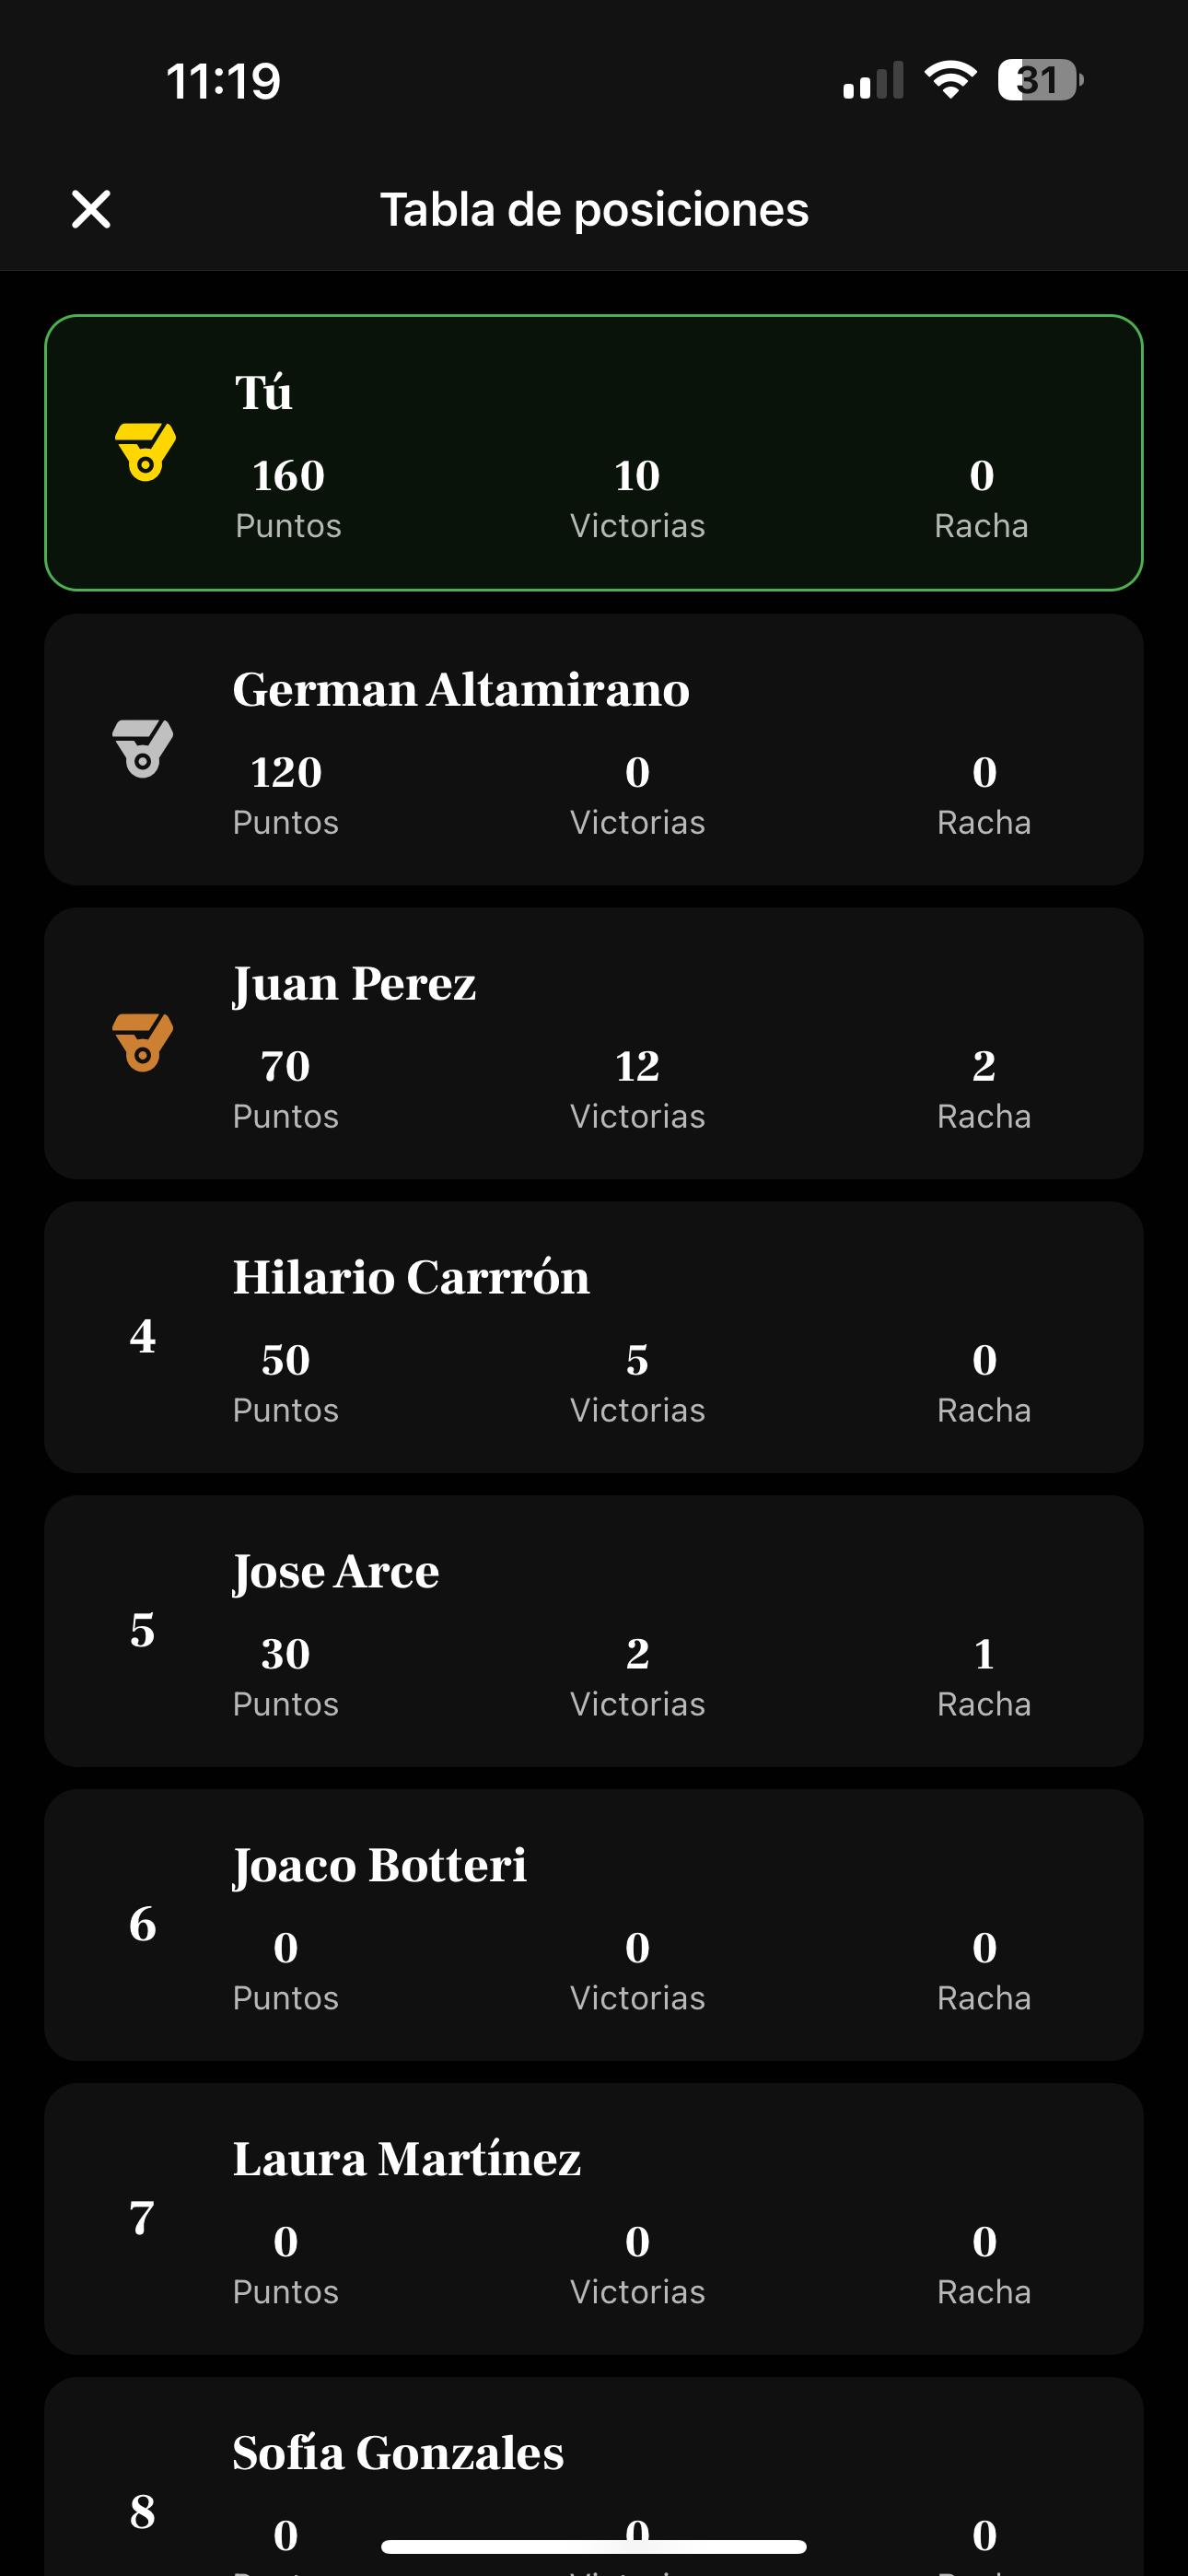 11:19
31
Tabla de posiciones
Tú
160 10 0
Puntos Victorias Racha
German Altamirano
120 0 0
Puntos Victorias Racha
Juan Perez
70 12 2
Puntos Victorias Racha
4
Hilario Carrrón
50 5 0
Puntos Victorias Racha
5
Jose Arce
30 2 1
Puntos Victorias Racha
6
Joaco Botteri
0 0 0
Puntos Victorias Racha
7
Laura Martínez
0 0 0
Puntos Victorias Racha
8
Sofía Gonzales
0 0 0